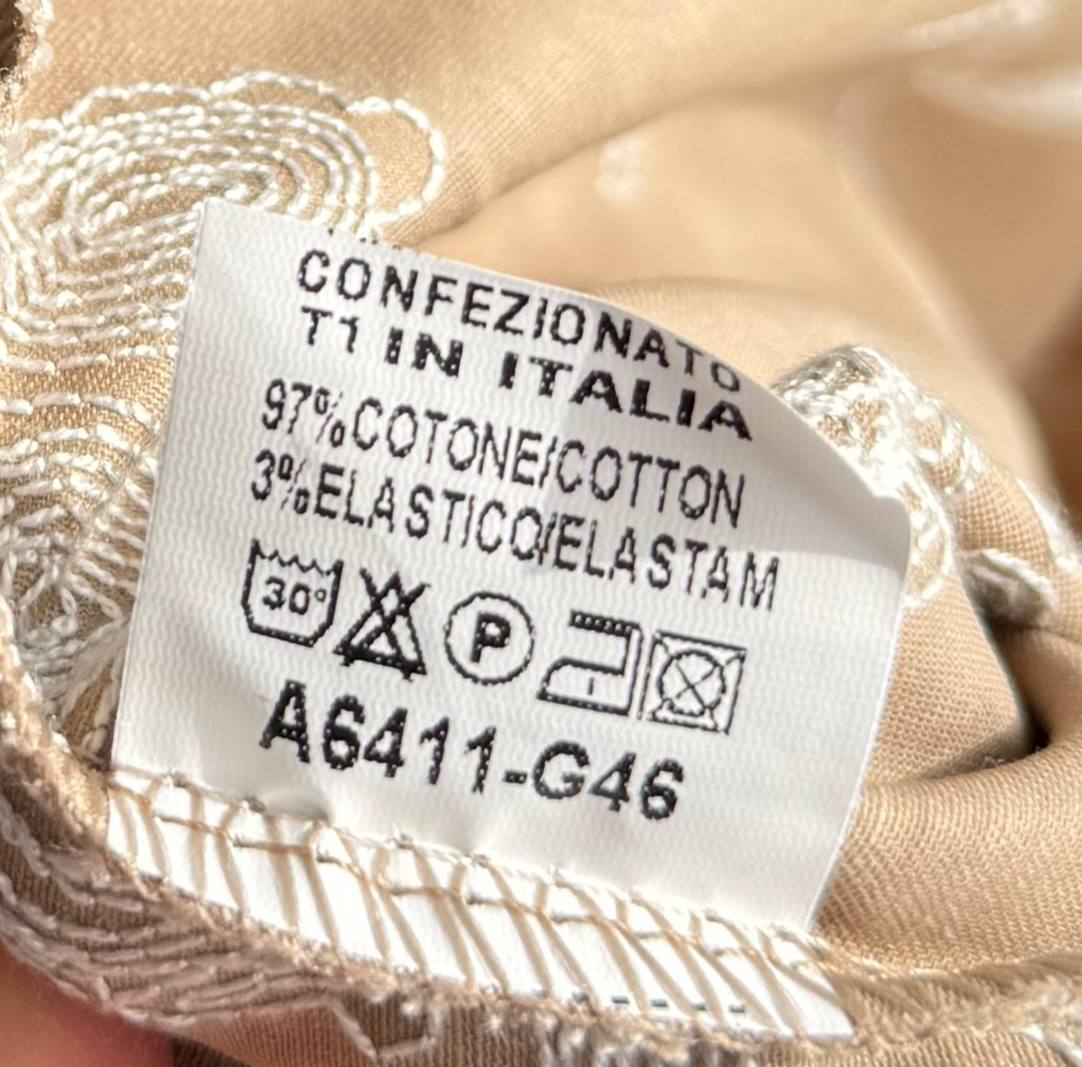 CONFEZIONATO
T1 IN ITALIA
97%COTONE/COTTON
3%ELASTICO/ELASTAM
30°
P
A6411-G46